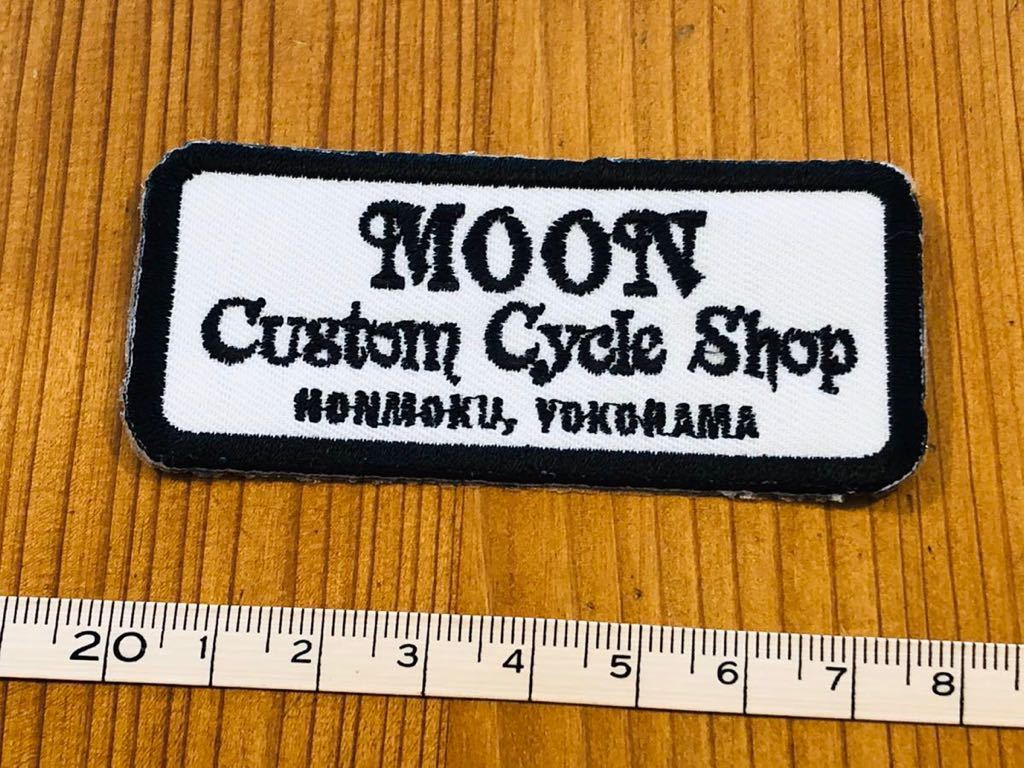 MOON
Custom Cycle Shop
HONMOKU, YOKOHAMA
20 1 2 3 4 5 6 7 8